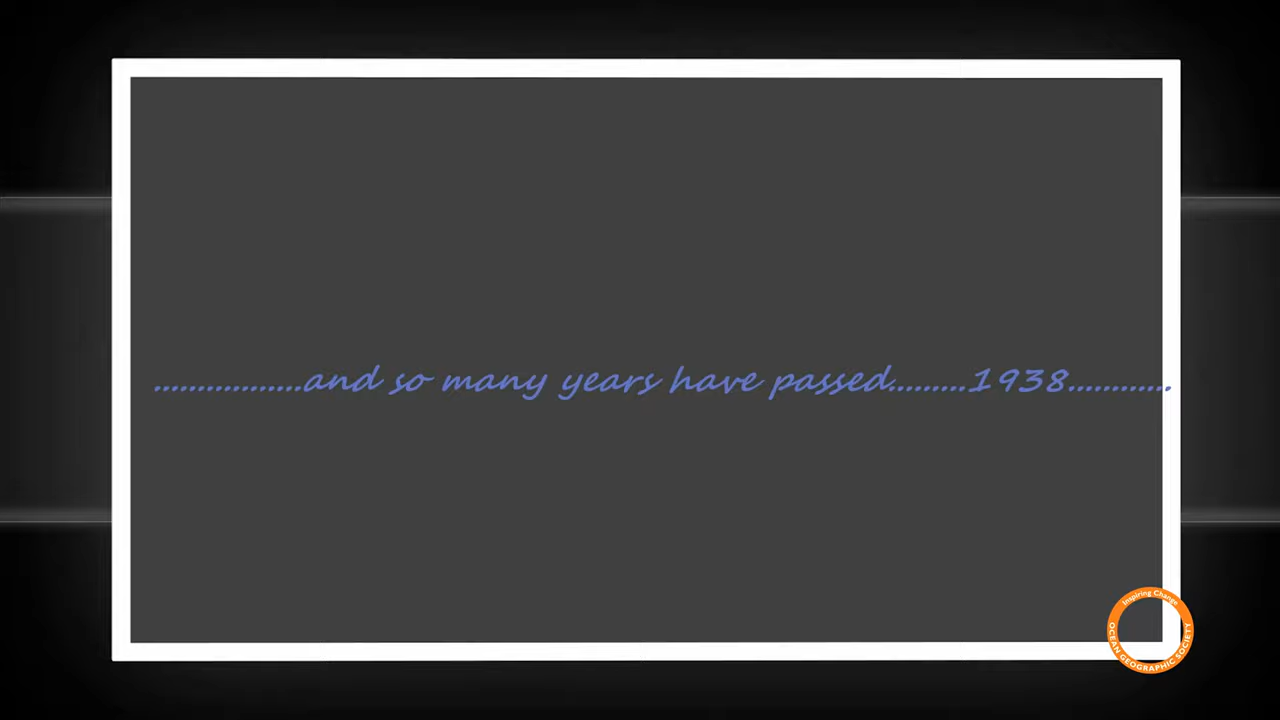 .................and so many years have passed.........1938............
Inspiring Change
OCEAN GEOGRAPHIC SOCIETY